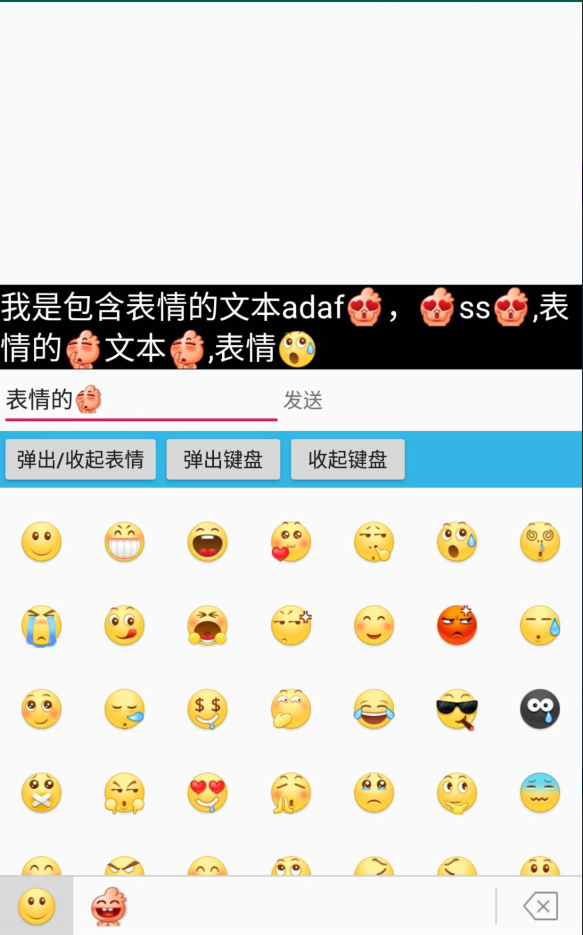 我是包含表情的文本adaf， ss,表
情的文本,表情
表情的 发送
弹出/收起表情 弹出键盘 收起键盘